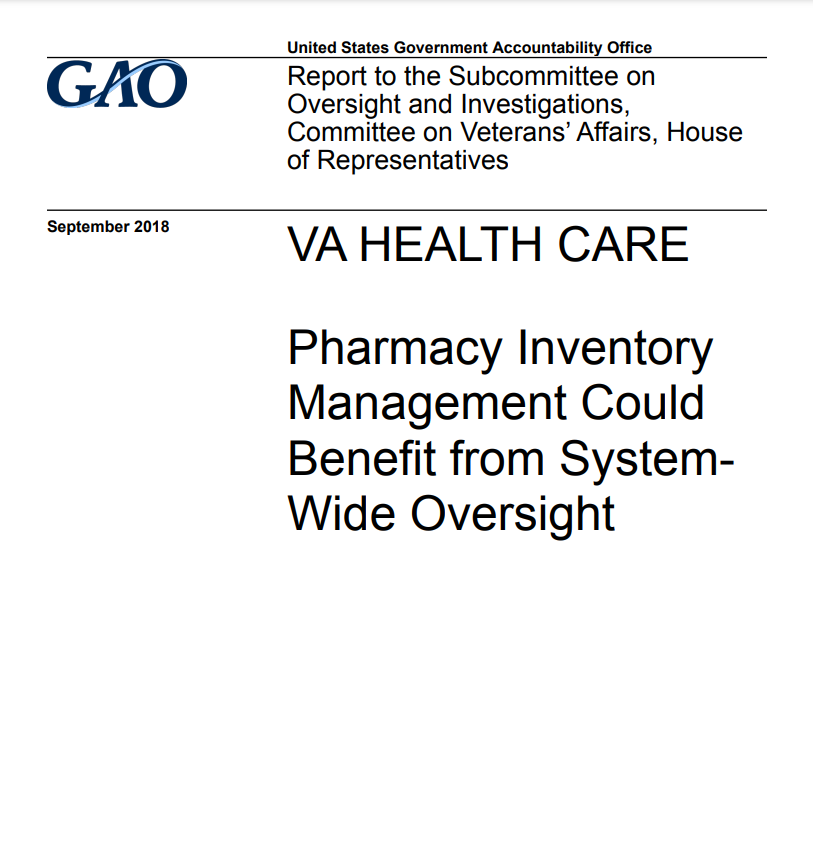 United States Government Accountability Office
GAO
Report to the Subcommittee on
Oversight and Investigations,
Committee on Veterans’ Affairs, House
of Representatives
September 2018
VA HEALTH CARE
Pharmacy Inventory
Management Could
Benefit from System-
Wide Oversight